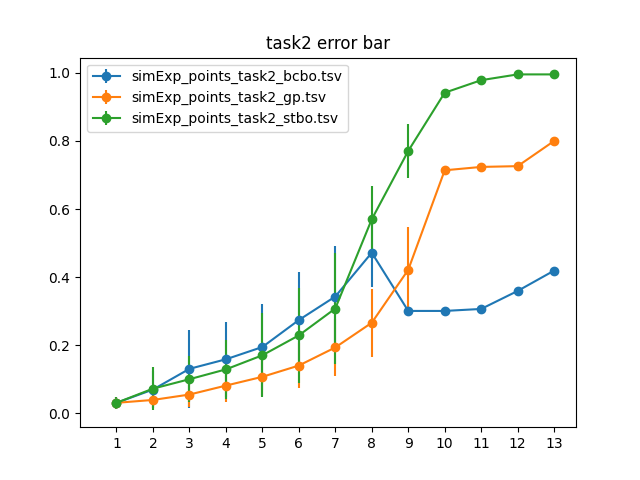 task2 error bar
simExp_points_task2_bcbo.tsv
simExp_points_task2_gp.tsv
simExp_points_task2_stbo.tsv
1.0
0.8
0.6
0.4
0.2
0.0
1 2 3 4 5 6 7 8 9 10 11 12 13